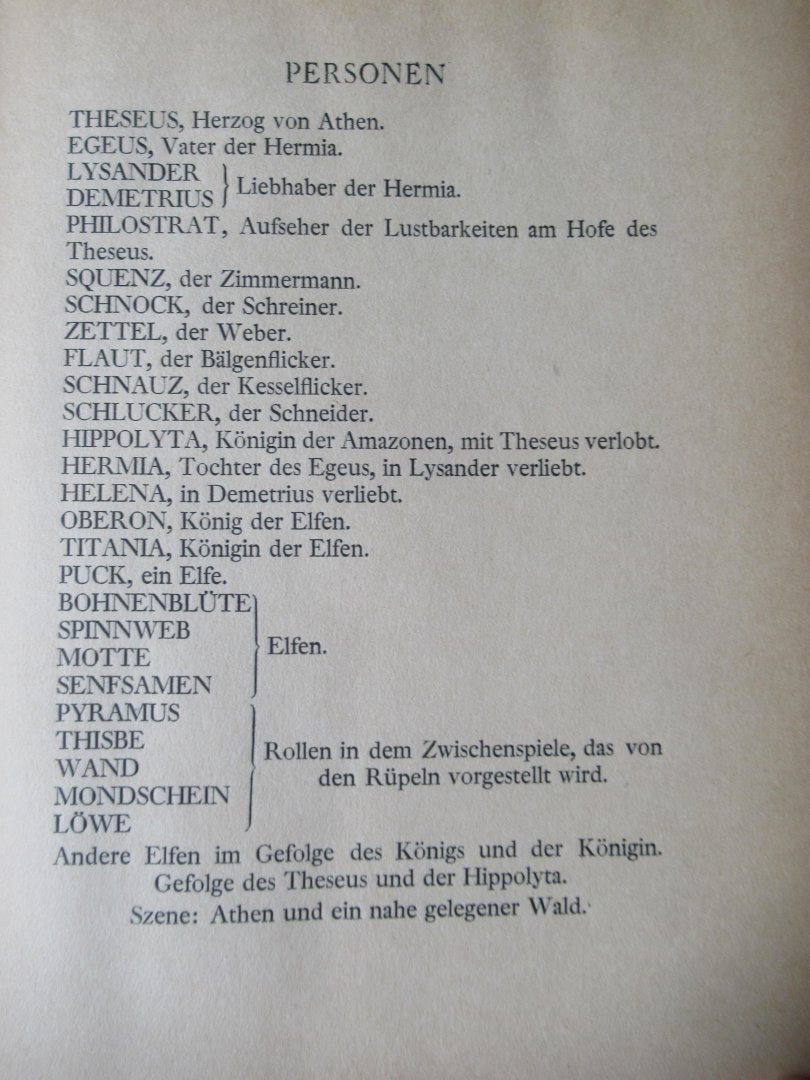 PERSONEN
THESEUS, Herzog von Athen.
EGEUS, Vater der Hermia.
LYSANDER
DEMETRIUS
Liebhaber der Hermia.
PHILOSTRAT, Aufseher der Lustbarkeiten am Hofe des
Theseus.
SQUENZ, der Zimmermann.
SCHNOCK, der Schreiner.
ZETTEL, der Weber.
FLAUT, der Bälgenflicker.
SCHNAUZ, der Kesselflicker.
SCHLUCKER, der Schneider.
HIPPOLYTA, Königin der Amazonen, mit Theseus verlobt.
HERMIA, Tochter des Egeus, in Lysander verliebt.
HELENA, in Demetrius verliebt.
OBERON, König der Elfen.
TITANIA, Königin der Elfen.
PUCK, ein Elfe.
BOHNENBLÜTE
SPINNWEB
MOTTE
SENFSAMEN
Elfen.
PYRAMUS
THISBE
WAND
MONDSCHEIN
LÖWE
Rollen in dem Zwischenspiele, das von
den Rüpeln vorgestellt wird.
Andere Elfen im Gefolge des Königs und der Königin.
Gefolge des Theseus und der Hippolyta.
Szene: Athen und ein nahe gelegener Wald.